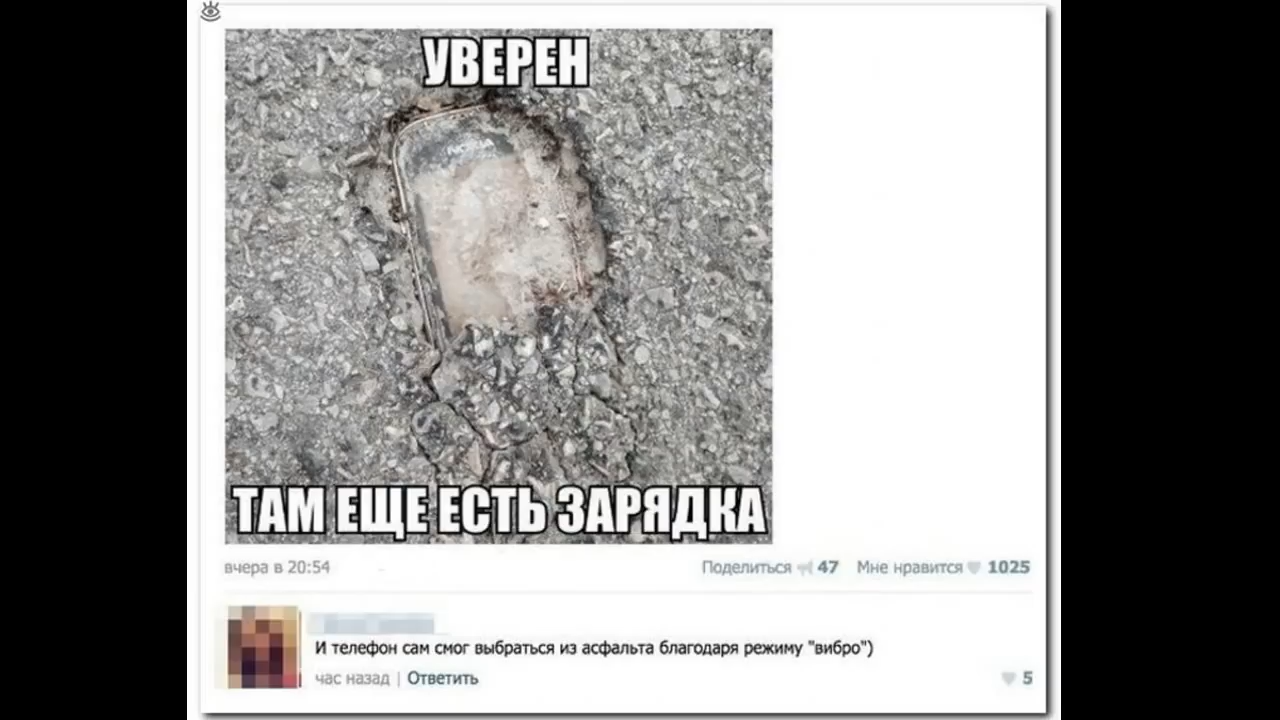 УВЕРЕН
NOKIA
ТАМ ЕЩЕ ЕСТЬ ЗАРЯДКА
вчера в 20:54
Поделиться 47 Мне нравится 1025
И телефон сам смог выбраться из асфальта благодаря режиму "вибро")
час назад | Ответить
5